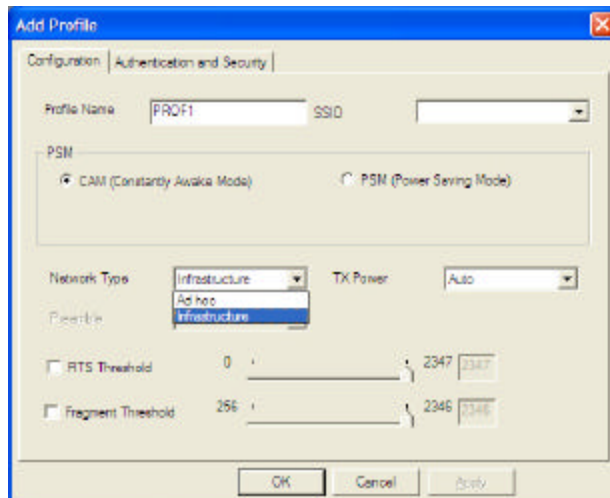 Add Profile
Configuration Authentication and Security
Profile Name PROF1 SSID
PSM
CAM (Constantly Awake Mode) PSM (Power Saving Mode)
Network Type Infrastructure TX Power Auto
Ad hoc
Infrastructure
Preamble
RTS Threshold 0 2347 2347
Fragment Threshold 256 2346 2346
OK Cancel Apply